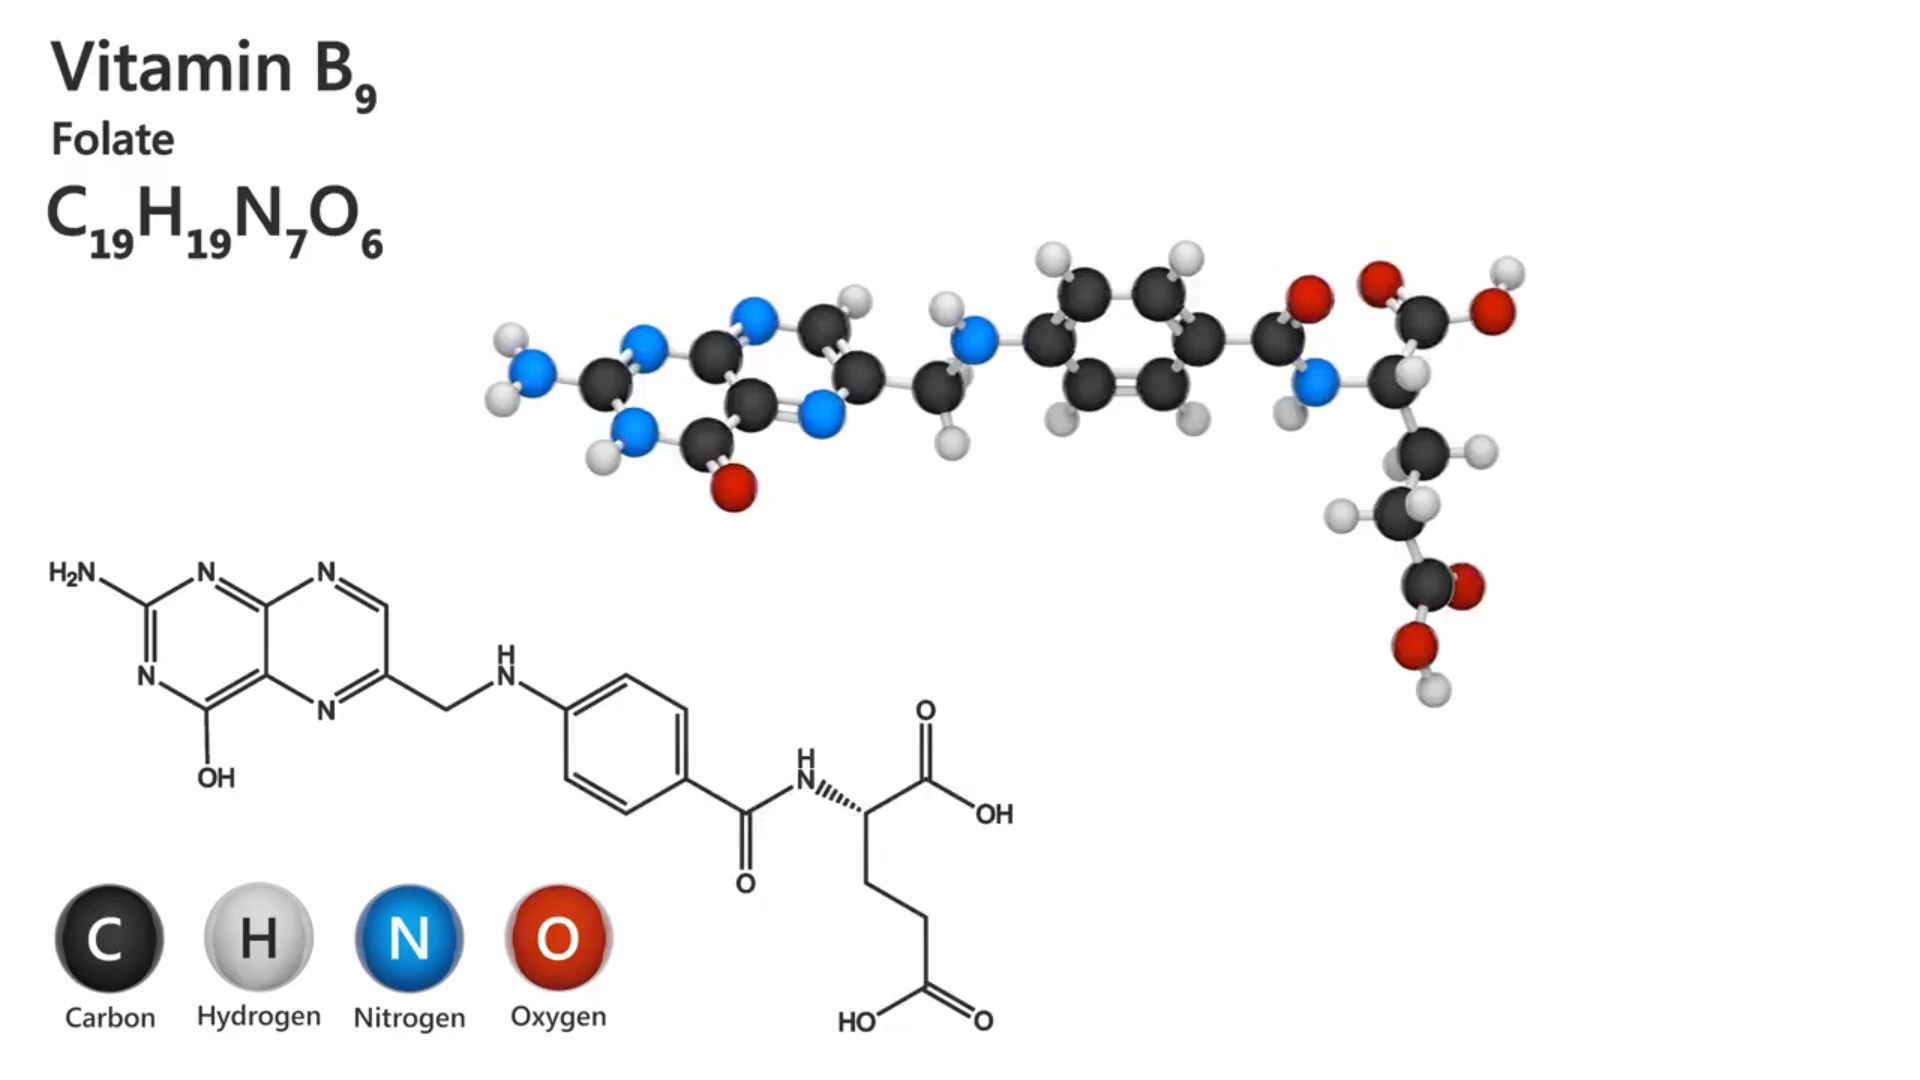 Vitamin B₉
Folate
C₁₉H₁₉N₇O₆
H₂N
N
N
N
N
OH
H
N
H
N
O
O
OH
HO
O
C
H
N
O
Carbon
Hydrogen
Nitrogen
Oxygen